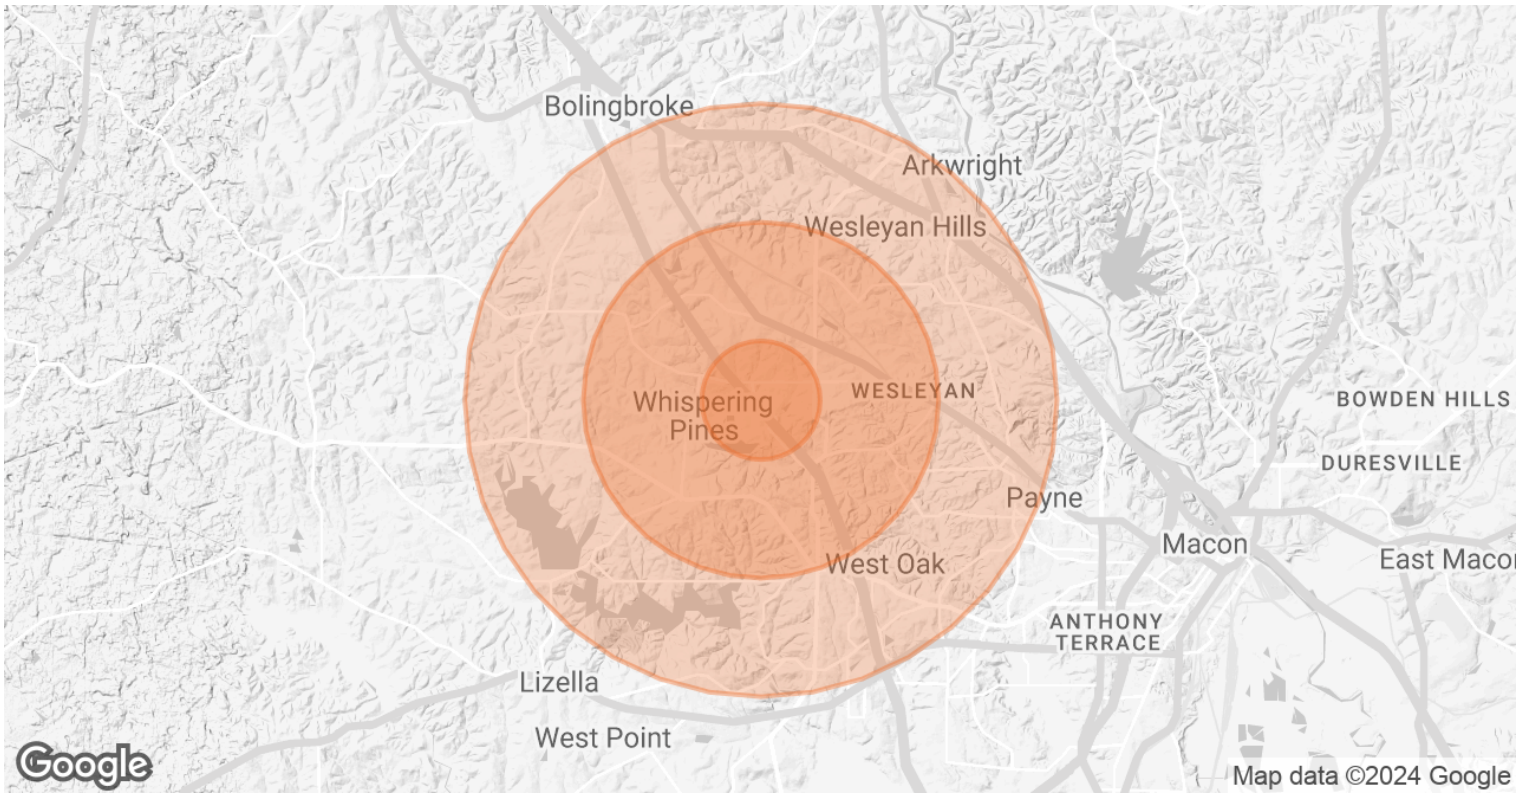 Bolingbroke
Arkwright
Wesleyan Hills
WESLEYAN
Whispering
Pines
BOWDEN HILLS
DURESVILLE
Payne
Macon
East Macon
West Oak
ANTHONY
TERRACE
Lizella
West Point
Google
Map data ©2024 Google